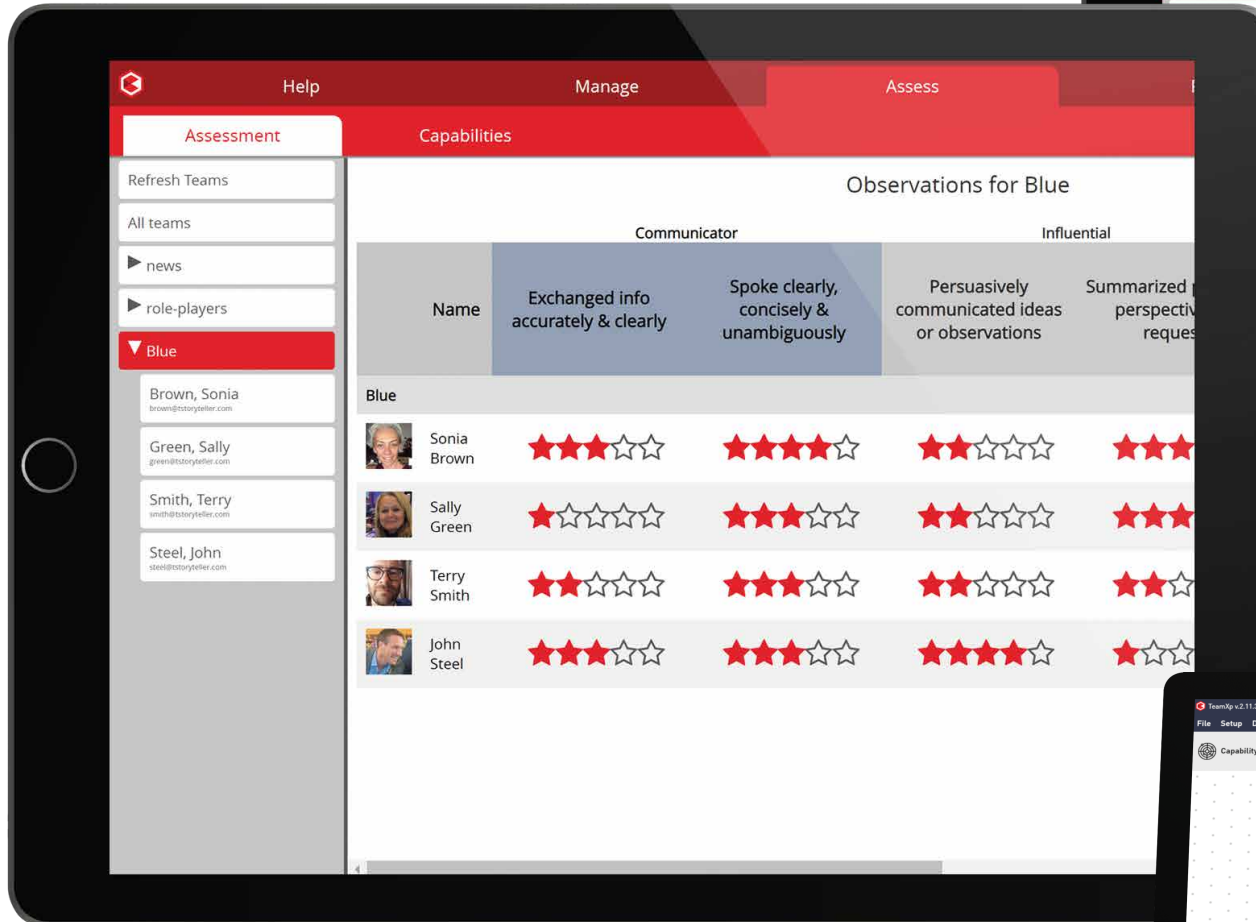 Help Manage Assess
Assessment Capabilities
Refresh Teams
All teams
news
role-players
Blue
Brown, Sonia
brown@tstoryteller.com
Green, Sally
green@tstoryteller.com
Smith, Terry
smith@tstoryteller.com
Steel, John
steel@tstoryteller.com
Observations for Blue
Communicator Influential
Name
Exchanged info
accurately & clearly
Spoke clearly,
concisely &
unambiguously
Persuasively
communicated ideas
or observations
Summarized
Blue
Sonia
Brown
Sally
Green
Terry
Smith
John
Steel
TeamXp
File Setup
Capability